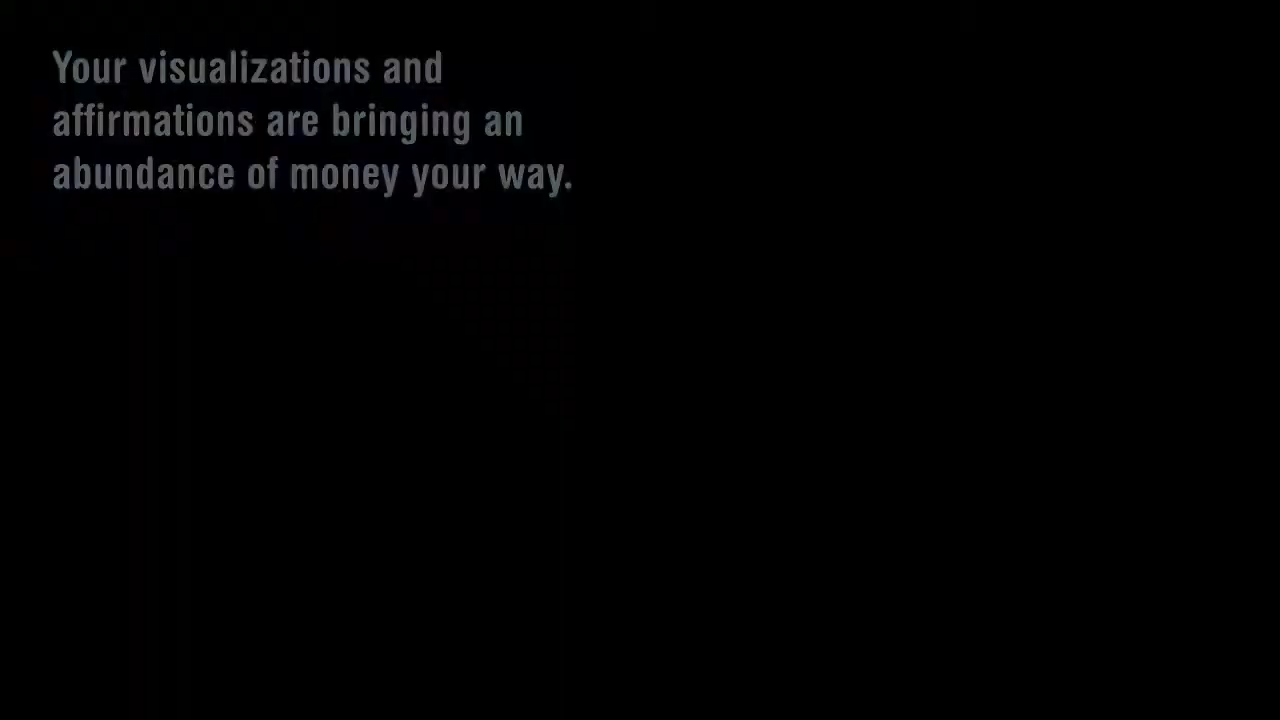 Your visualizations and
affirmations are bringing an
abundance of money your way.